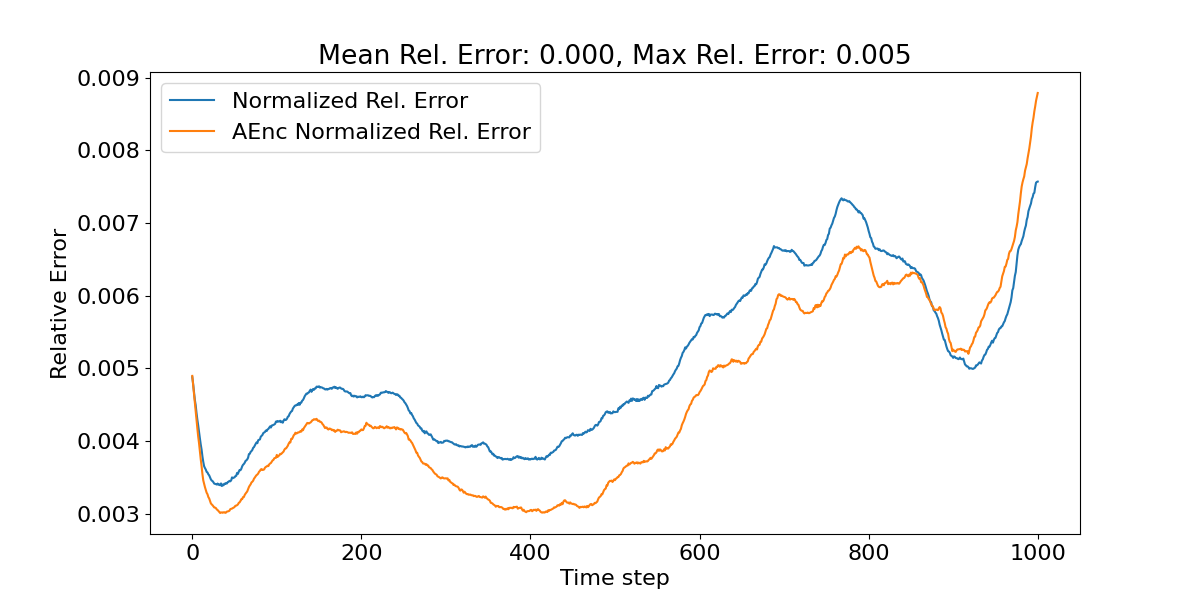 Mean Rel. Error: 0.000, Max Rel. Error: 0.005
0.009
0.008
0.007
0.006
0.005
0.004
0.003
Relative Error
Normalized Rel. Error
AEnc Normalized Rel. Error
0
200
400
600
800
1000
Time step